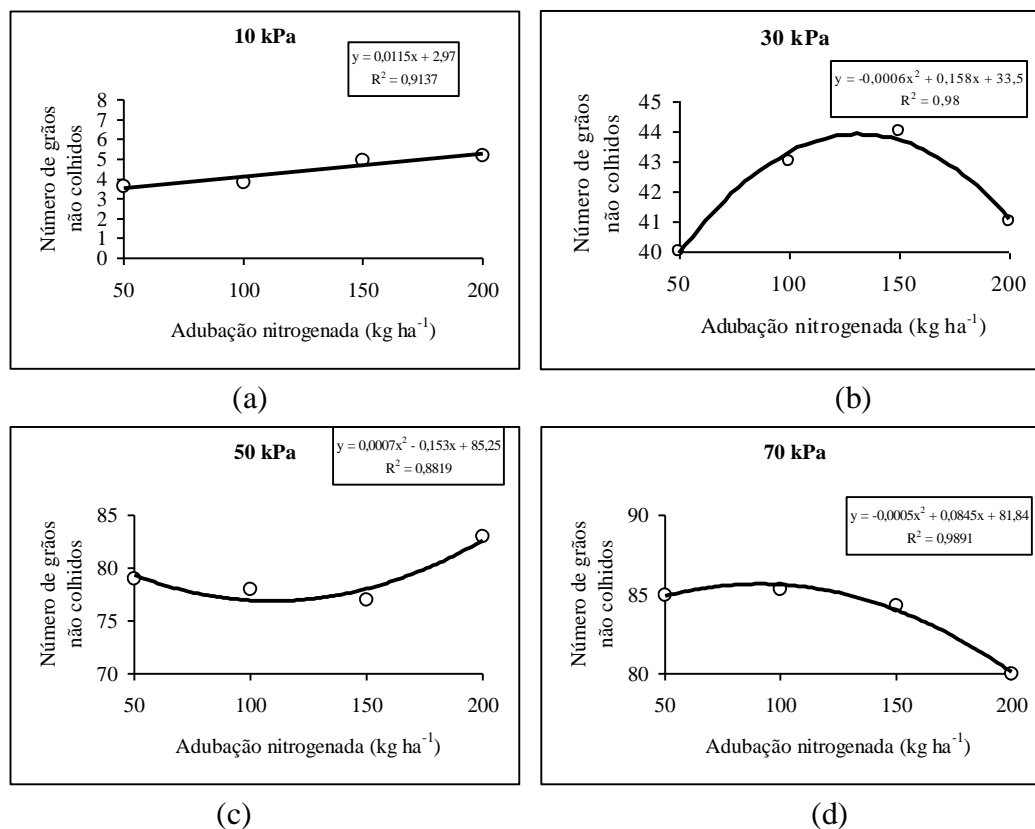 10 kPa
y = 0,0115x + 2,97
R² = 0,9137
Número de grãos
não colhidos
8
7
6
5
4
3
2
1
0
50 100 150 200
Adubação nitrogenada (kg ha⁻¹)
(a)
30 kPa
y = -0,0006x² + 0,158x + 33,5
R² = 0,98
Número de grãos
não colhidos
45
44
43
42
41
40
50 100 150 200
Adubação nitrogenada (kg ha⁻¹)
(b)
50 kPa
y = 0,0007x² - 0,153x + 85,25
R² = 0,8819
Número de grãos
não colhidos
85
80
75
70
50 100 150 200
Adubação nitrogenada (kg ha⁻¹)
(c)
70 kPa
y = -0,0005x² + 0,0845x + 81,84
R² = 0,9891
Número de grãos
não colhidos
90
85
80
50 100 150 200
Adubação nitrogenada (kg ha⁻¹)
(d)